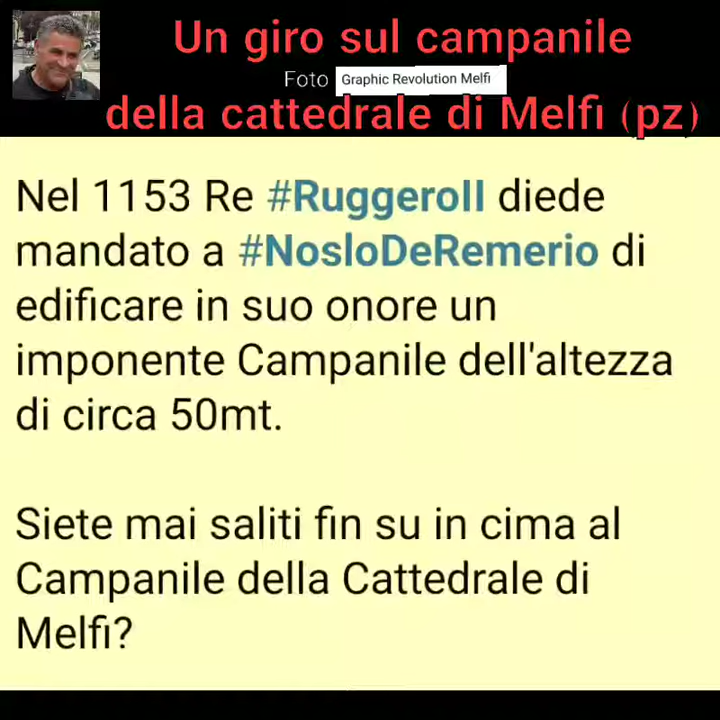 Un giro sul campanile
Foto Graphic Revolution Melfi
della cattedrale di Melfi (pz)
Nel 1153 Re #RuggeroII diede
mandato a #NosloDeRemerio di
edificare in suo onore un
imponente Campanile dell'altezza
di circa 50mt.
Siete mai saliti fin su in cima al
Campanile della Cattedrale di
Melfi?